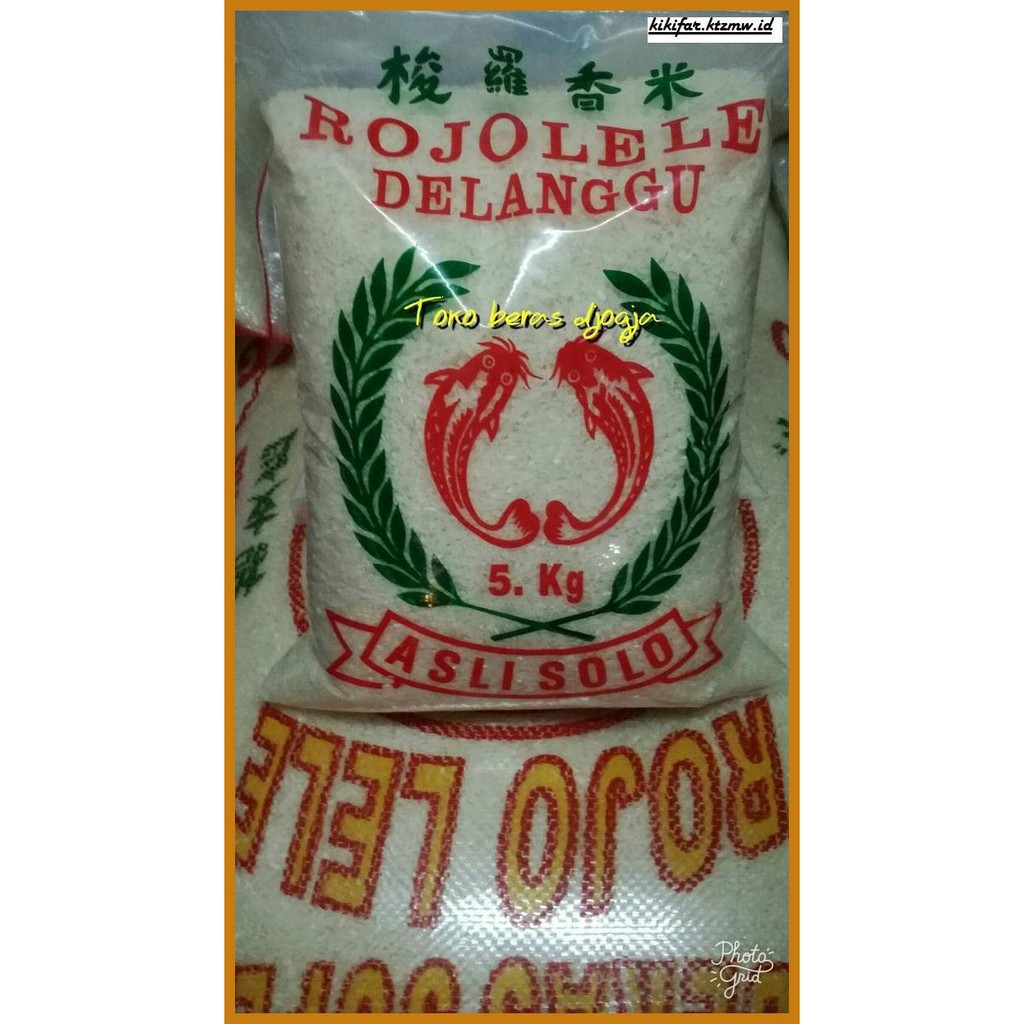 kikifar.ktzmw.id
梭羅香米
ROJOLELE
DELANGGU
Toko beras djogja
5. Kg
ASLI SOLO
ROJO LELE
Photo
Grid